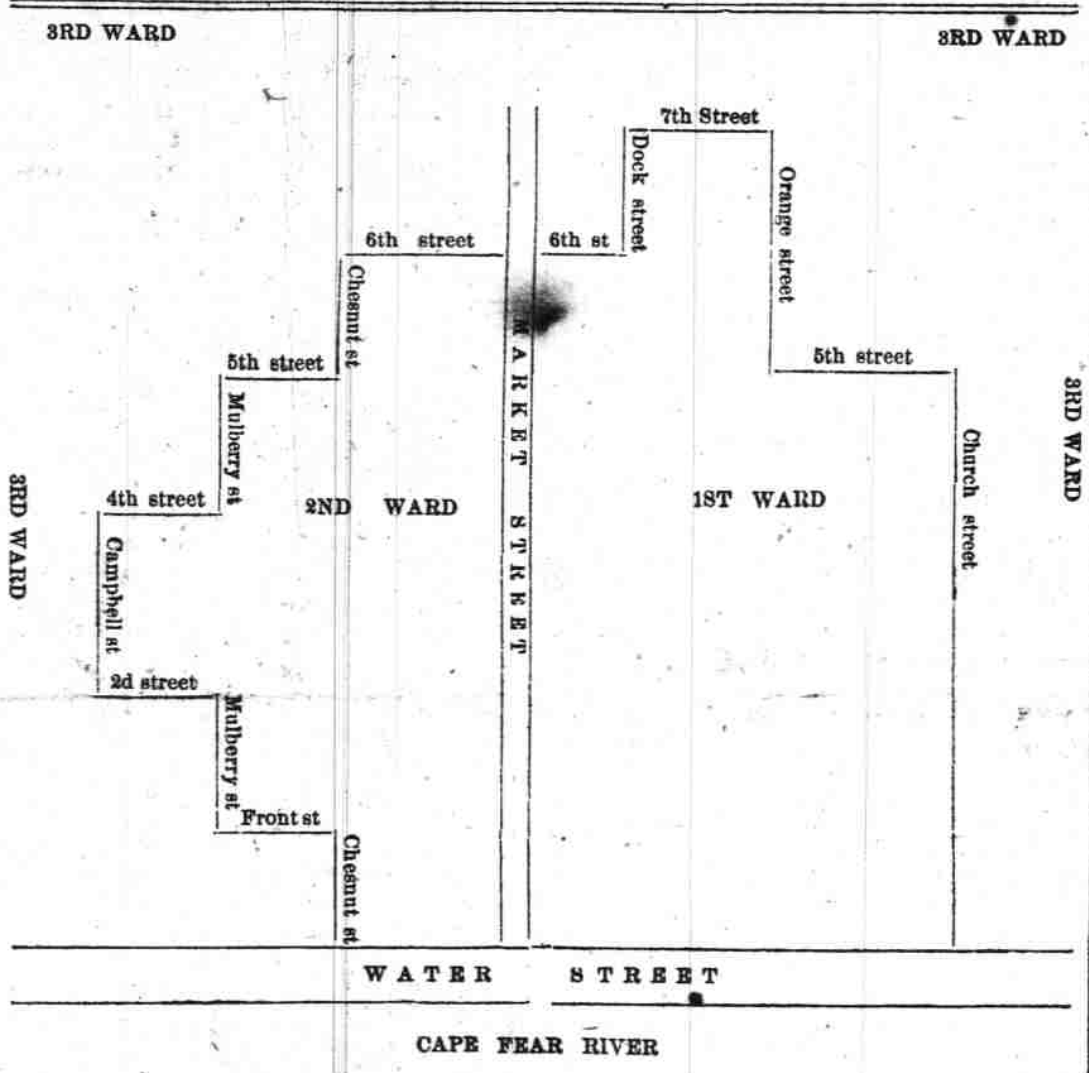 3RD WARD
3RD WARD
7th Street
Dock street
Orange street
6th street
6th st
Chesnut st
MARKET STREET
5th street
5th street
Mulberry st
3RD WARD
Church street
4th street
2ND WARD
1ST WARD
3RD WARD
Campbell st
2d street
Mulberry st
Front st
Chesnut st
WATER STREET
CAPE FEAR RIVER